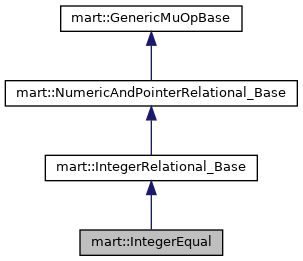 mart::GenericMuOpBase
mart::NumericAndPointerRelational_Base
mart::IntegerRelational_Base
mart::IntegerEqual